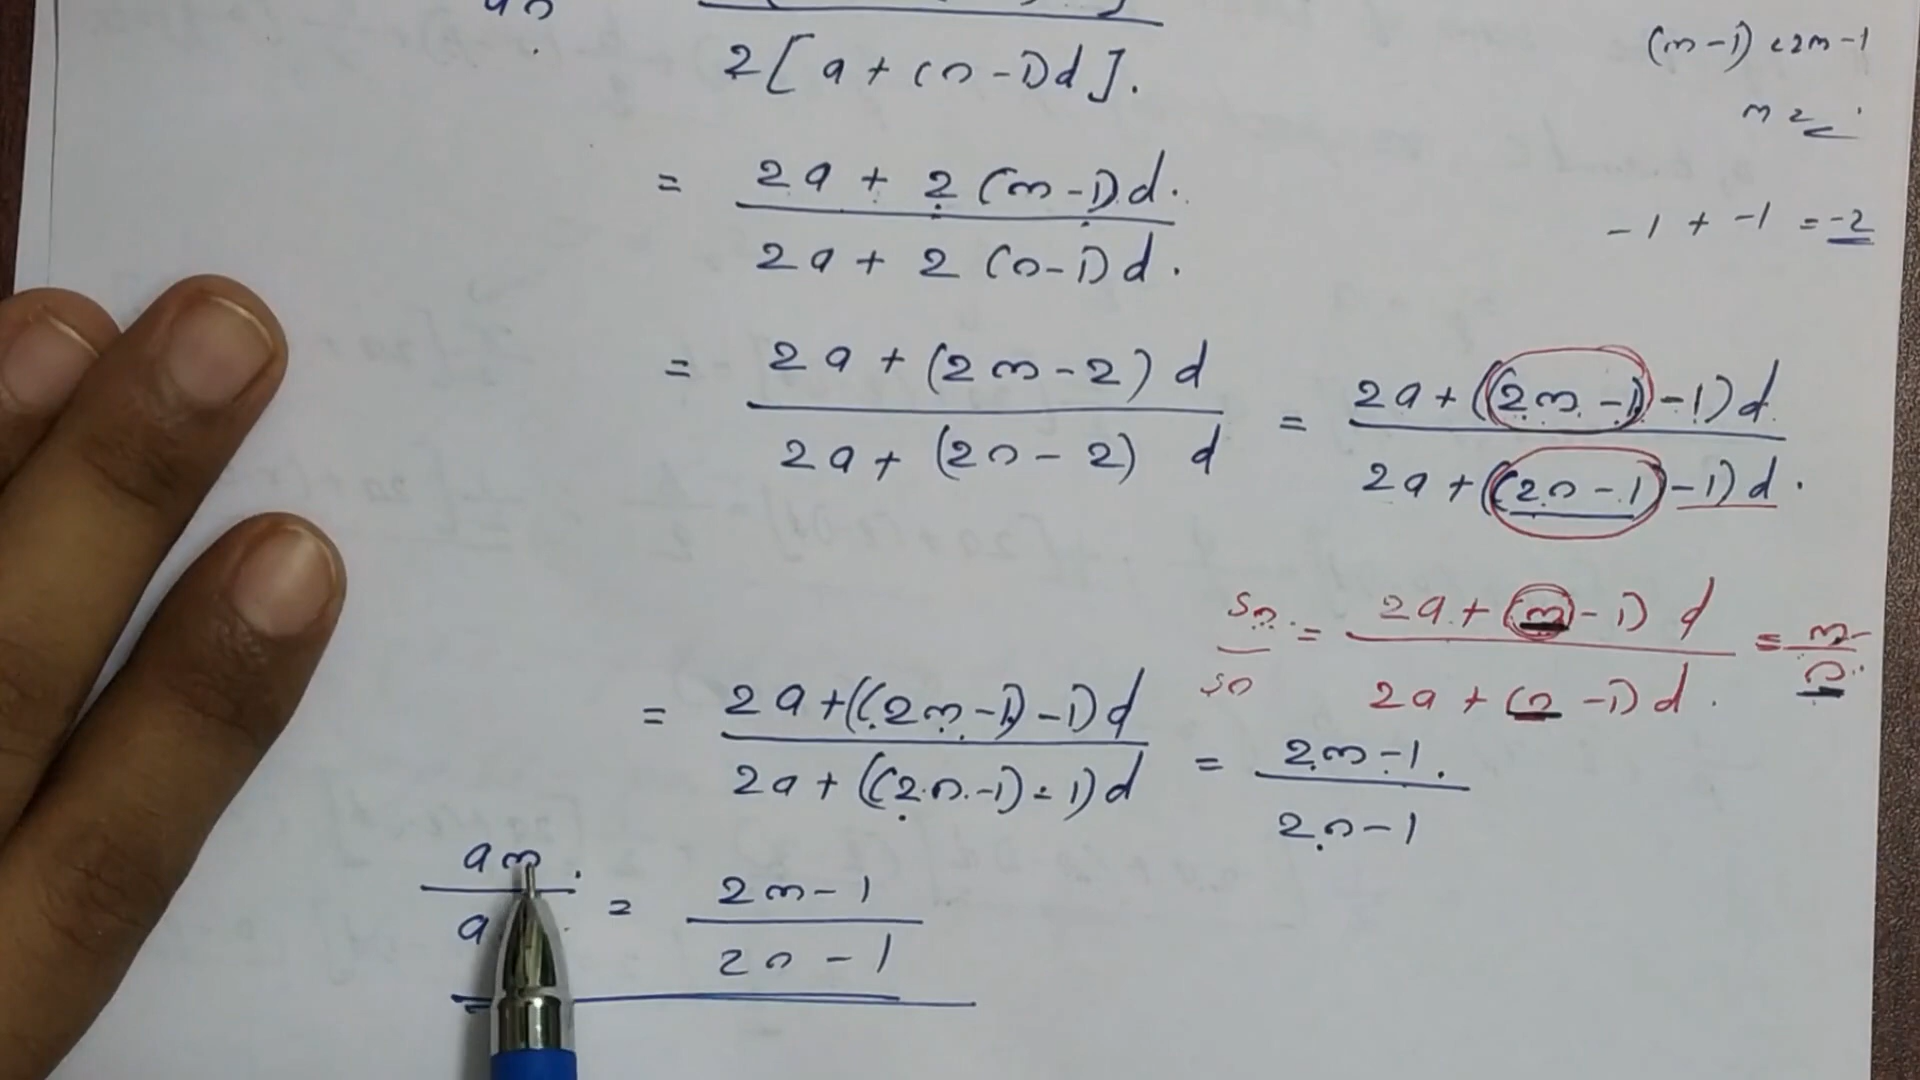 2[a + (n - 1)d].
(m-1) <2m-1
= 2a + 2 (m-1)d.
2a + 2 (n-1)d.
-1 + -1 = -2
= 2a + (2m-2) d
2a + (2n-2) d
= 2a + ((2m-1)-1)d.
2a + ((2n-1)-1)d.
Sm = 2a + (m-1) d = m
Sn 2a + (n-1)d. n
= 2a + ((2m-1)-1)d
2a + ((2n-1)-1)d
= 2m-1.
2n-1
am = 2m-1
a 2n-1